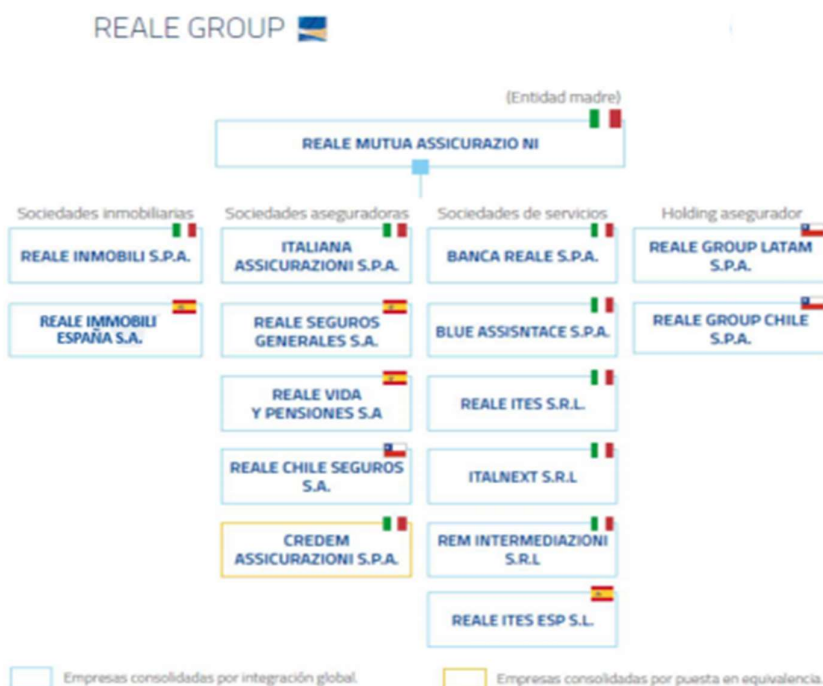 REALE GROUP
(Entidad madre)
REALE MUTUA ASSICURAZIO NI
Sociedades inmobiliarias
Sociedades aseguradoras
Sociedades de servicios
Holding asegurador
REALE INMOBILI S.P.A.
ITALIANA
ASSICURAZIONI S.P.A.
BANCA REALE S.P.A.
REALE GROUP LATAM
S.P.A.
REALE IMMOBILI
ESPAÑA S.A.
REALE SEGUROS
GENERALES S.A.
BLUE ASSISNTACE S.P.A.
REALE GROUP CHILE
S.P.A.
REALE VIDA
Y PENSIONES S.A
REALE ITES S.R.L.
REALE CHILE SEGUROS
S.A.
ITALNEXT S.R.L
CREDEM
ASSICURAZIONI S.P.A.
REM INTERMEDIAZIONI
S.R.L
REALE ITES ESP S.L.
Empresas consolidadas por integración global.
Empresas consolidadas por puesta en equivalencia.